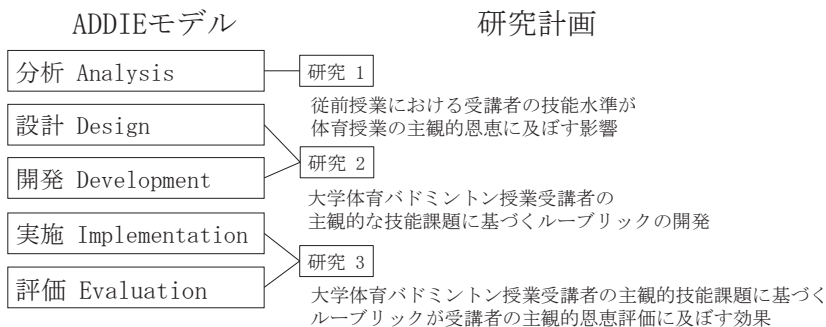 ADDIEモデル
研究計画
分析 Analysis
研究 1
従前授業における受講者の技能水準が
体育授業の主観的恩恵に及ぼす影響
設計 Design
開発 Development
研究 2
大学体育バドミントン授業受講者の
主観的な技能課題に基づくルーブリックの開発
実施 Implementation
評価 Evaluation
研究 3
大学体育バドミントン授業受講者の主観的技能課題に基づく
ルーブリックが受講者の主観的恩恵評価に及ぼす効果